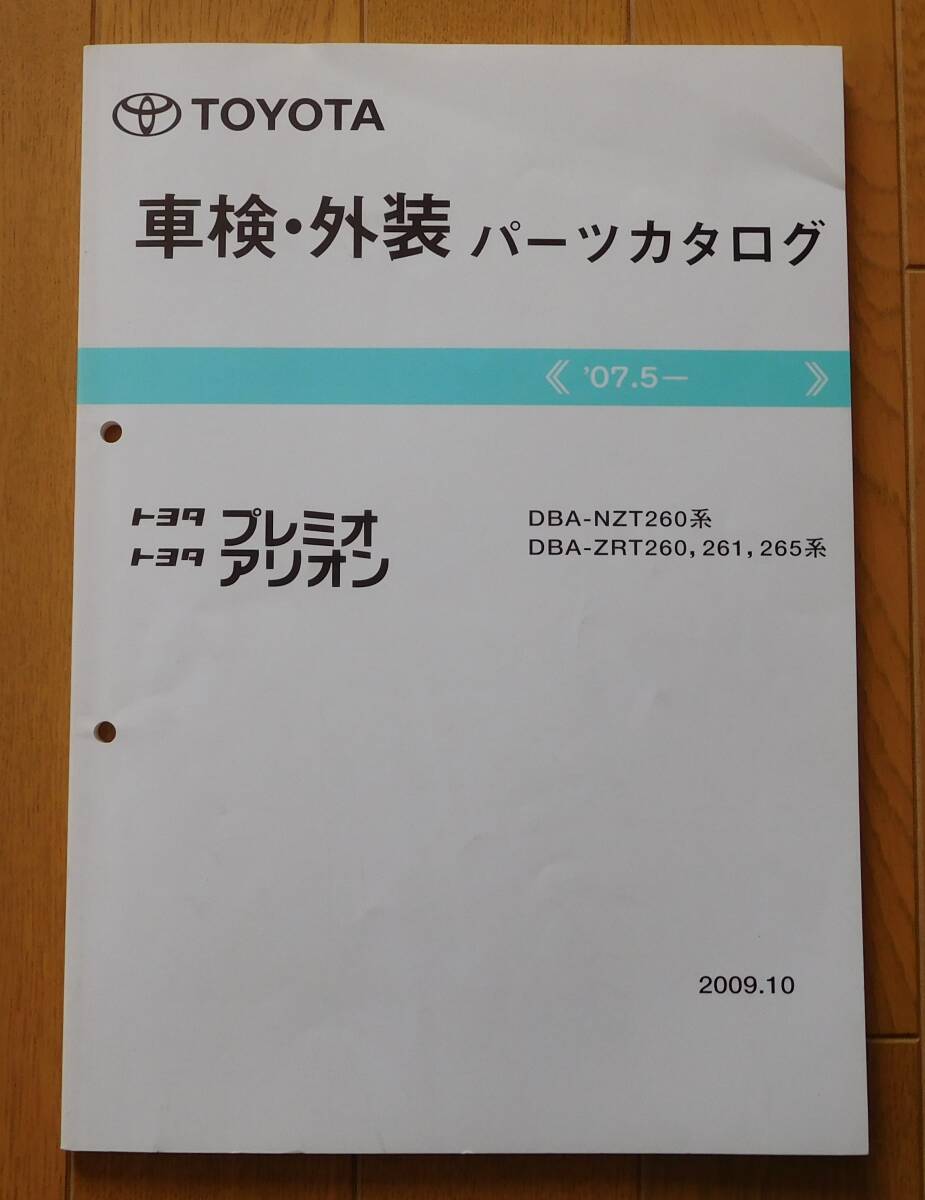 TOYOTA
車検・外装 パーツカタログ
《 '07.5— 》
トヨタ プレミオ
トヨタ アリオン
DBA-NZT260系
DBA-ZRT260, 261, 265系
2009.10